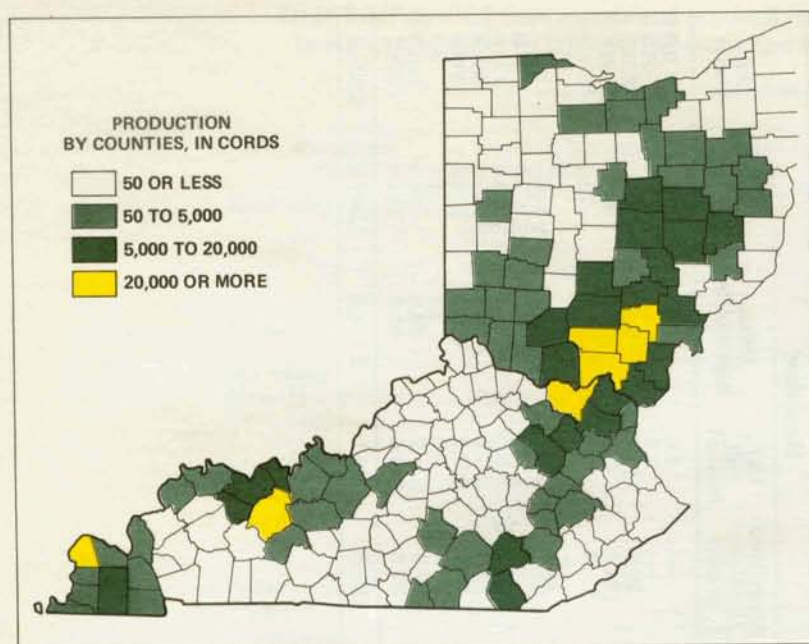 PRODUCTION
BY COUNTIES, IN CORDS
50 OR LESS
50 TO 5,000
5,000 TO 20,000
20,000 OR MORE